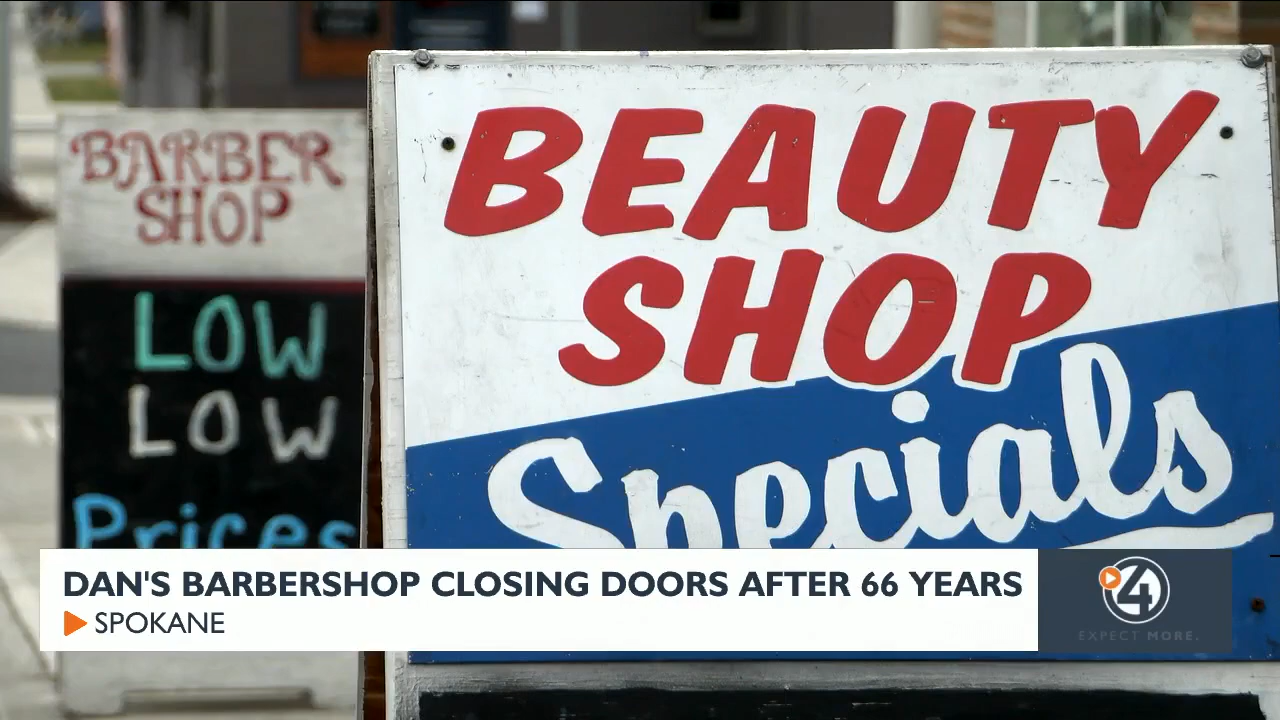 BARBER
SHOP
LOW
LOW
Prices
BEAUTY
SHOP
Specials
DAN'S BARBERSHOP CLOSING DOORS AFTER 66 YEARS
SPOKANE
4
EXPECT MORE.